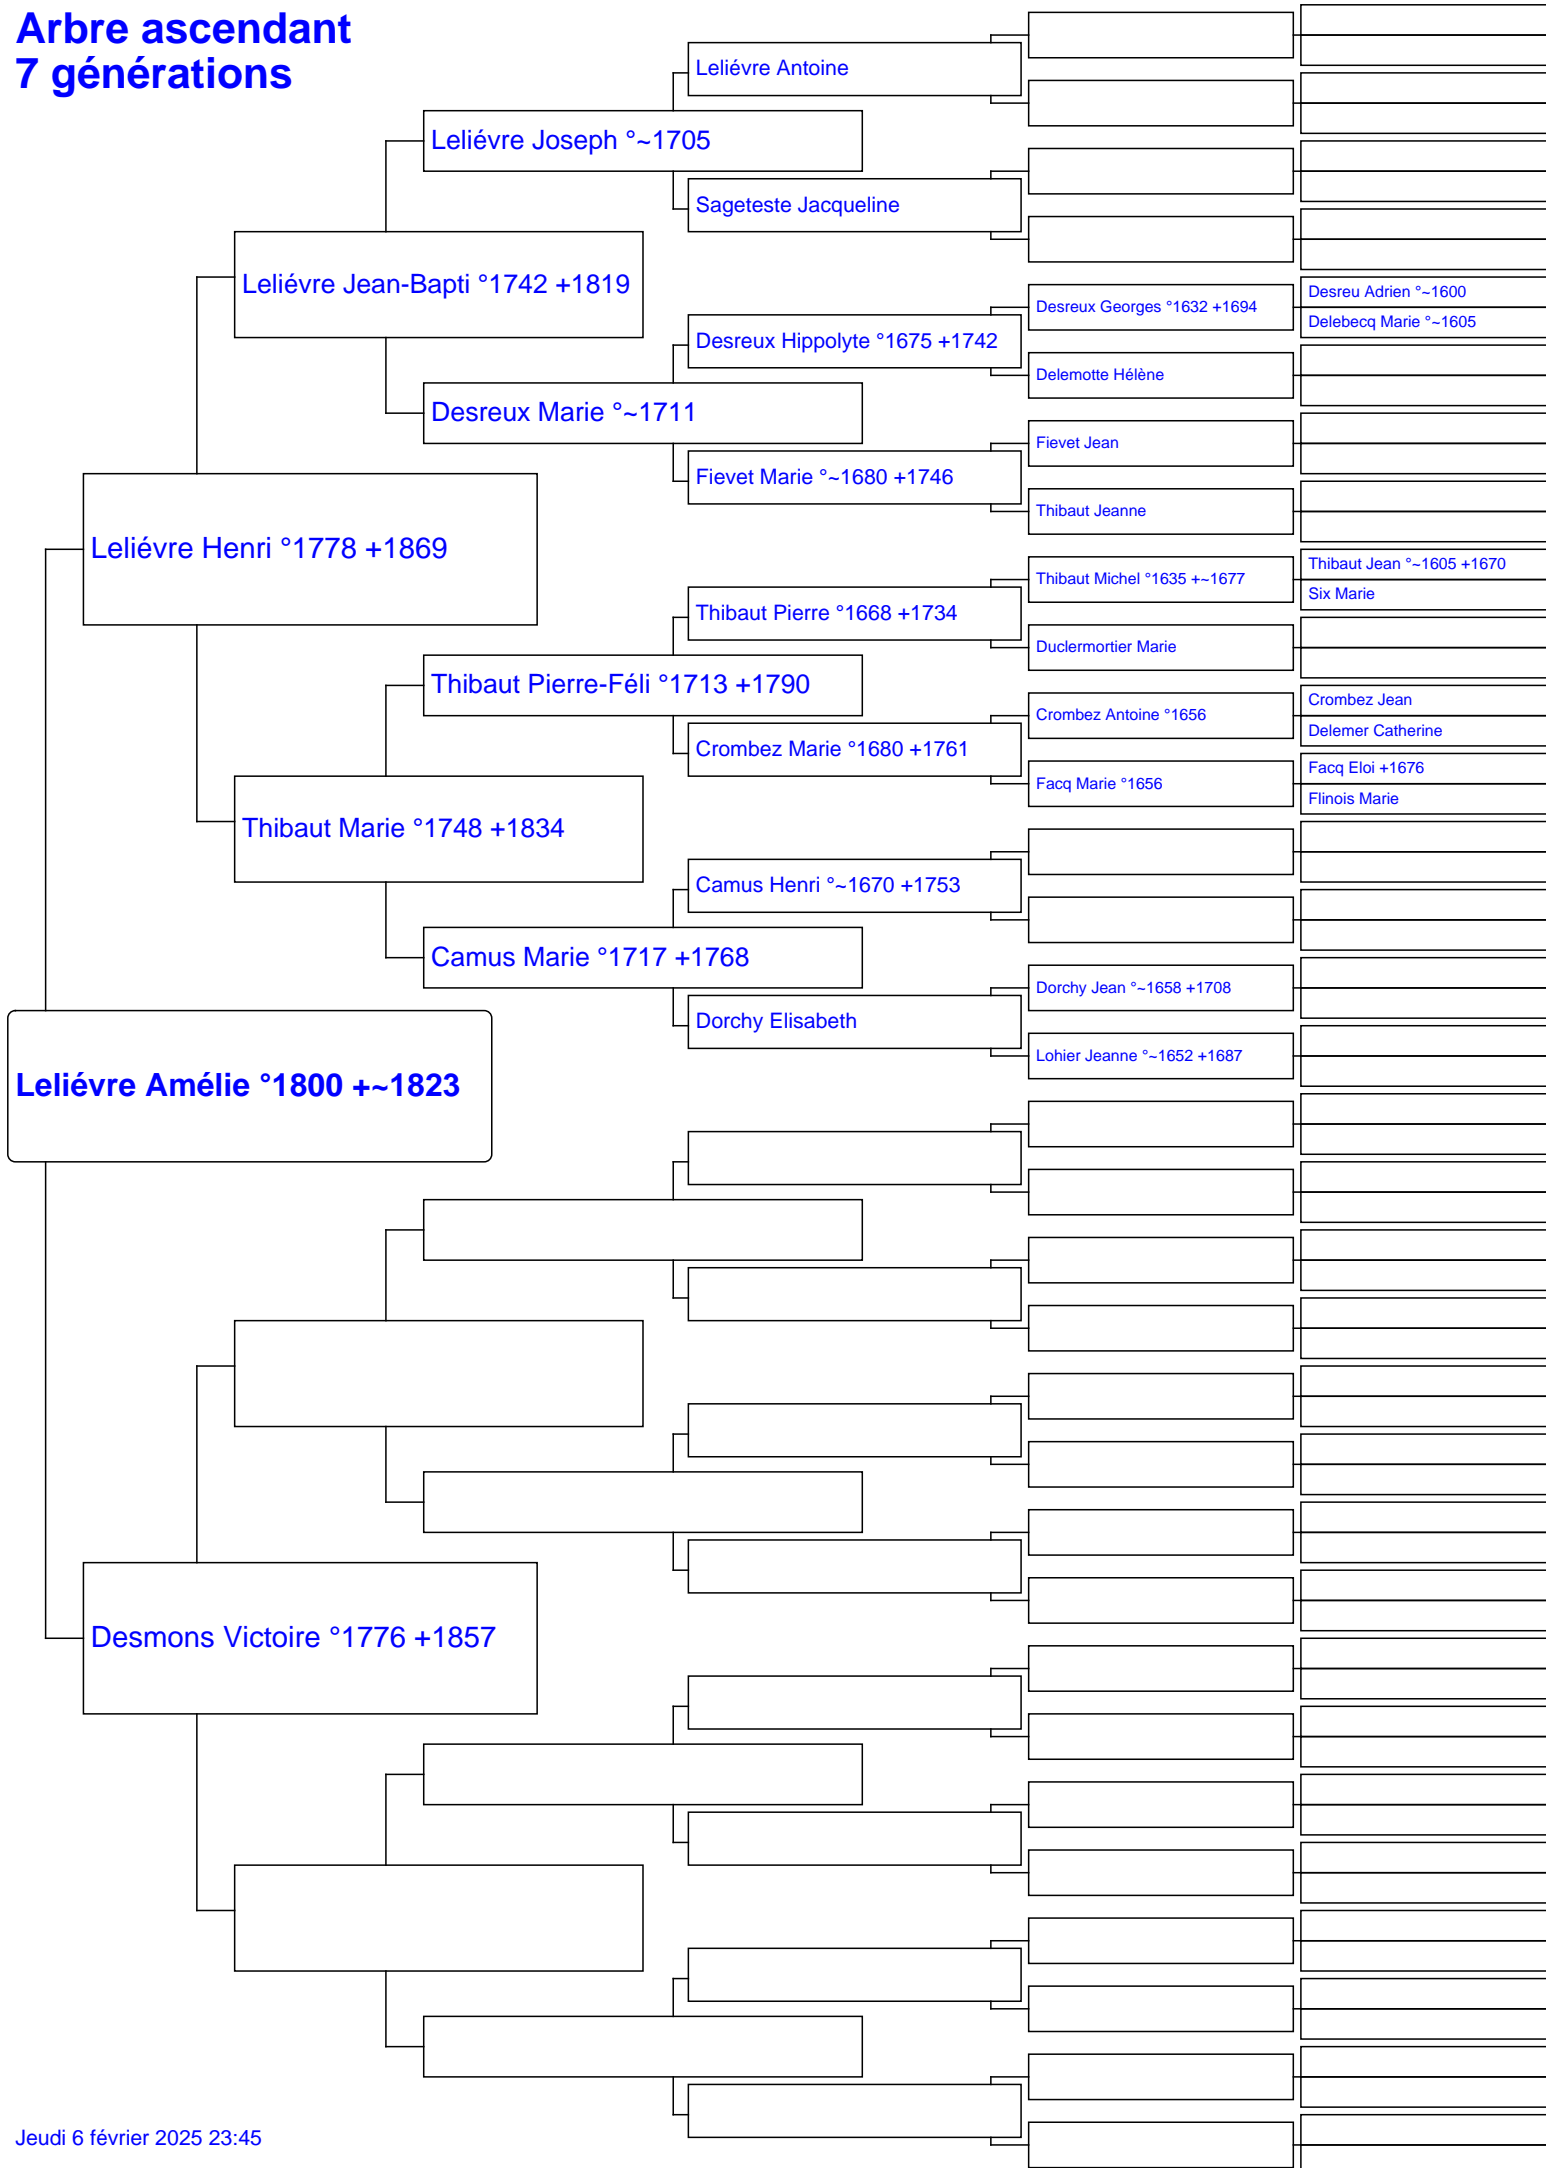 Arbre ascendant
7 générations
Leliévre Antoine
Leliévre Joseph °~1705
Sageteste Jacqueline
Leliévre Jean-Bapti °1742 +1819
Desreu Adrien °~1600
Desreux Georges °1632 +1694
Delebecq Marie °~1605
Desreux Hippolyte °1675 +1742
Delemotte Hélène
Desreux Marie °~1711
Fievet Jean
Fievet Marie °~1680 +1746
Thibaut Jeanne
Leliévre Henri °1778 +1869
Thibaut Jean °~1605 +1670
Thibaut Michel °1635 +~1677
Six Marie
Thibaut Pierre °1668 +1734
Duclermortier Marie
Thibaut Pierre-Féli °1713 +1790
Crombez Jean
Crombez Antoine °1656
Delemer Catherine
Crombez Marie °1680 +1761
Facq Eloi +1676
Facq Marie °1656
Flinois Marie
Thibaut Marie °1748 +1834
Camus Henri °~1670 +1753
Camus Marie °1717 +1768
Dorchy Jean °~1658 +1708
Dorchy Elisabeth
Lohier Jeanne °~1652 +1687
Leliévre Amélie °1800 +~1823
Desmons Victoire °1776 +1857
Jeudi 6 février 2025 23:45